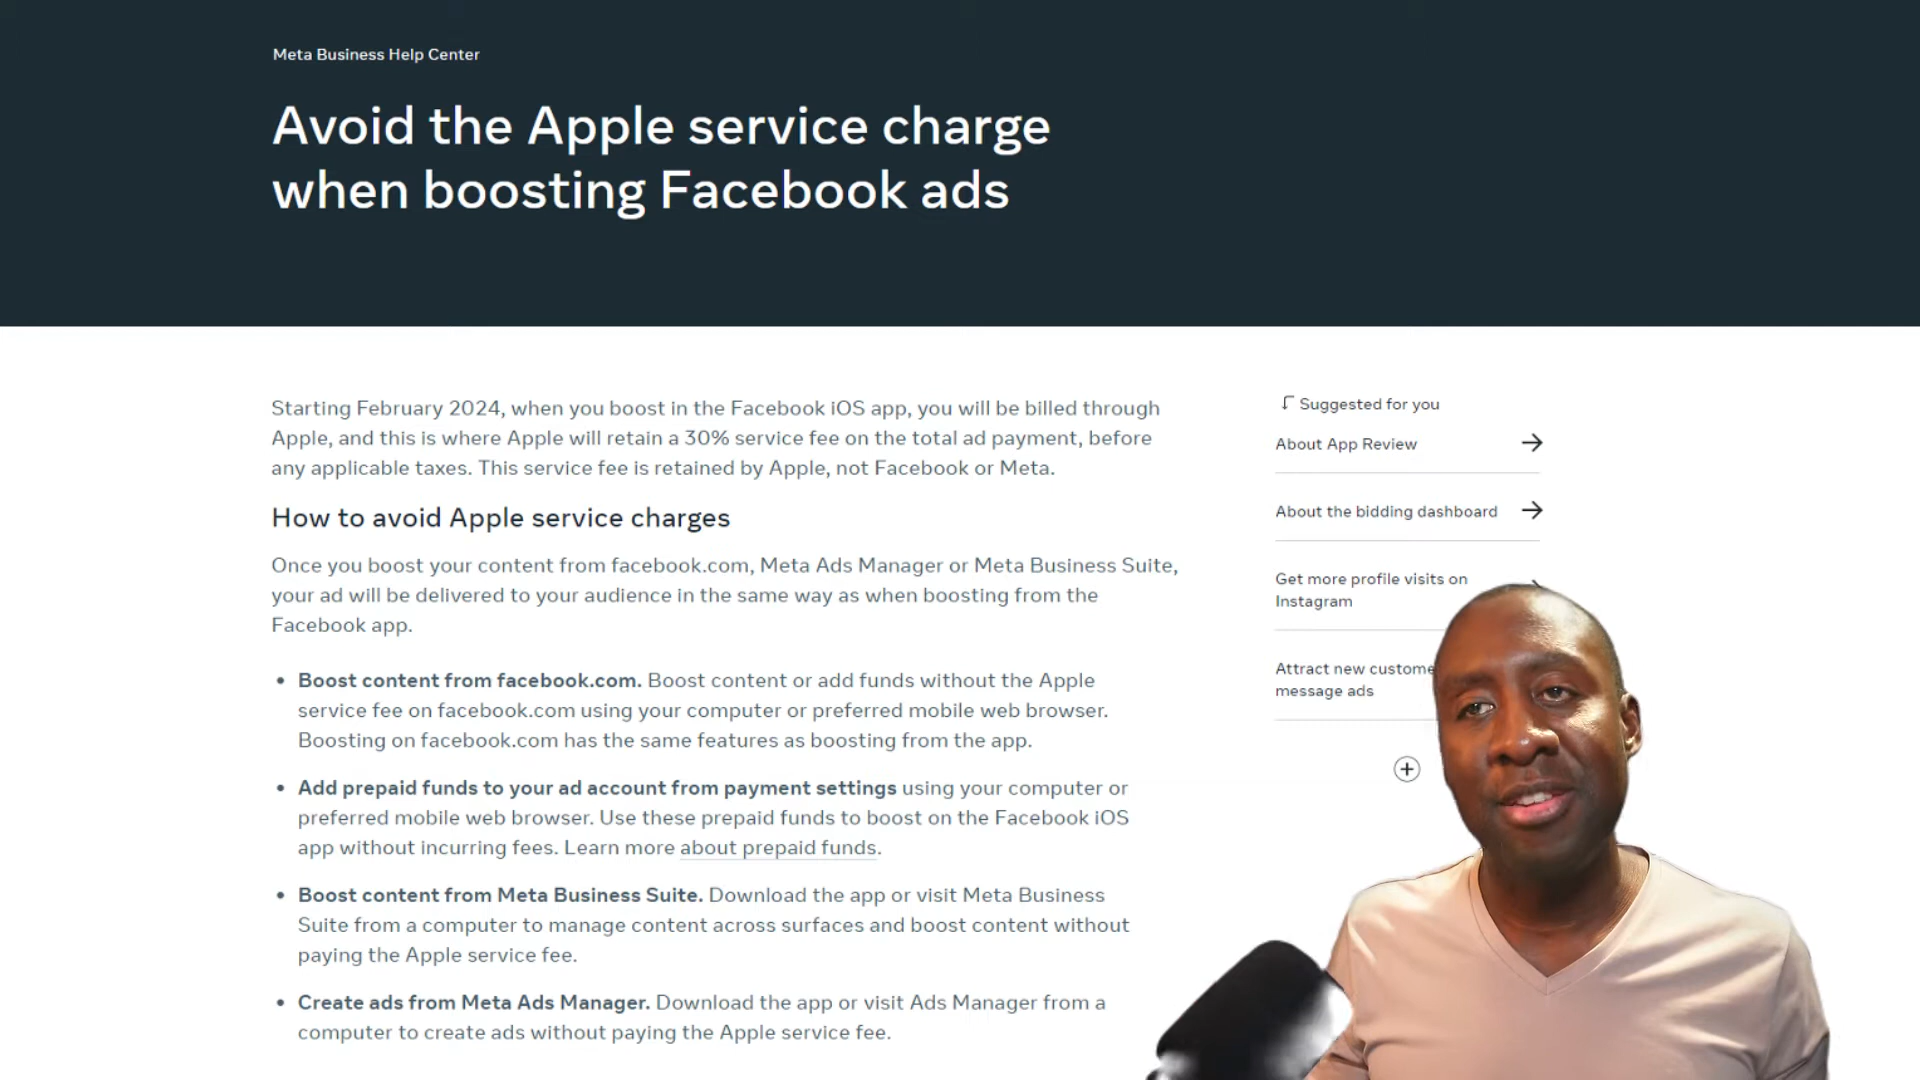 Meta Business Help Center
Avoid the Apple service charge
when boosting Facebook ads
Starting February 2024, when you boost in the Facebook iOS app, you will be billed through
Apple, and this is where Apple will retain a 30% service fee on the total ad payment, before
any applicable taxes. This service fee is retained by Apple, not Facebook or Meta.
How to avoid Apple service charges
Once you boost your content from facebook.com, Meta Ads Manager or Meta Business Suite,
your ad will be delivered to your audience in the same way as when boosting from the
Facebook app.
• Boost content from facebook.com. Boost content or add funds without the Apple
service fee on facebook.com using your computer or preferred mobile web browser.
Boosting on facebook.com has the same features as boosting from the app.
• Add prepaid funds to your ad account from payment settings using your computer or
preferred mobile web browser. Use these prepaid funds to boost on the Facebook iOS
app without incurring fees. Learn more about prepaid funds.
• Boost content from Meta Business Suite. Download the app or visit Meta Business
Suite from a computer to manage content across surfaces and boost content without
paying the Apple service fee.
• Create ads from Meta Ads Manager. Download the app or visit Ads Manager from a
computer to create ads without paying the Apple service fee.
Suggested for you
About App Review
About the bidding dashboard
Get more profile visits on
Instagram
Attract new custome
message ads